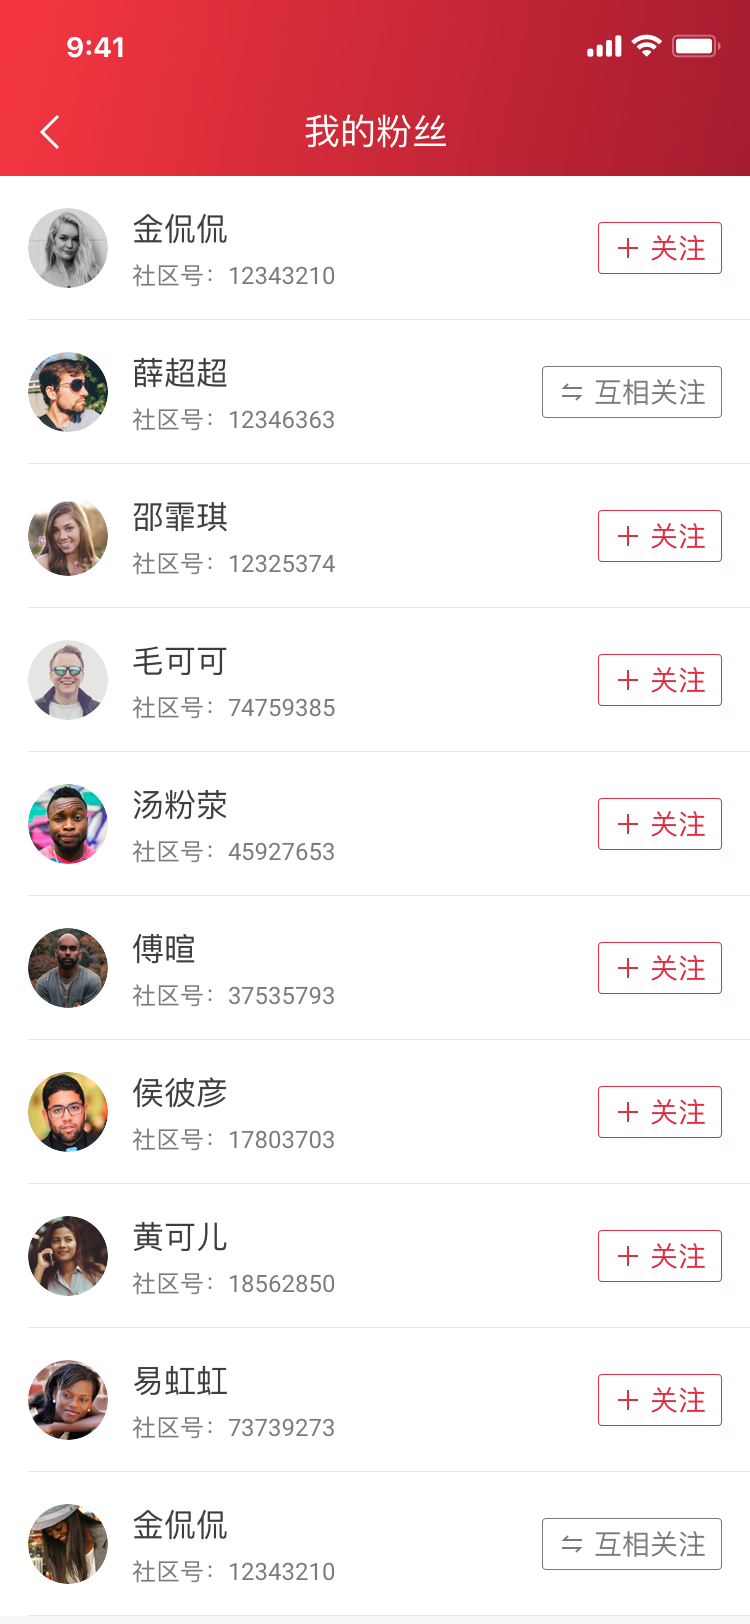 9:41
我的粉丝
金侃侃
社区号：12343210
+ 关注
薛超超
社区号：12346363
⇋ 互相关注
邵霏琪
社区号：12325374
+ 关注
毛可可
社区号：74759385
+ 关注
汤粉荥
社区号：45927653
+ 关注
傅暄
社区号：37535793
+ 关注
侯彼彦
社区号：17803703
+ 关注
黄可儿
社区号：18562850
+ 关注
易虹虹
社区号：73739273
+ 关注
金侃侃
社区号：12343210
⇋ 互相关注